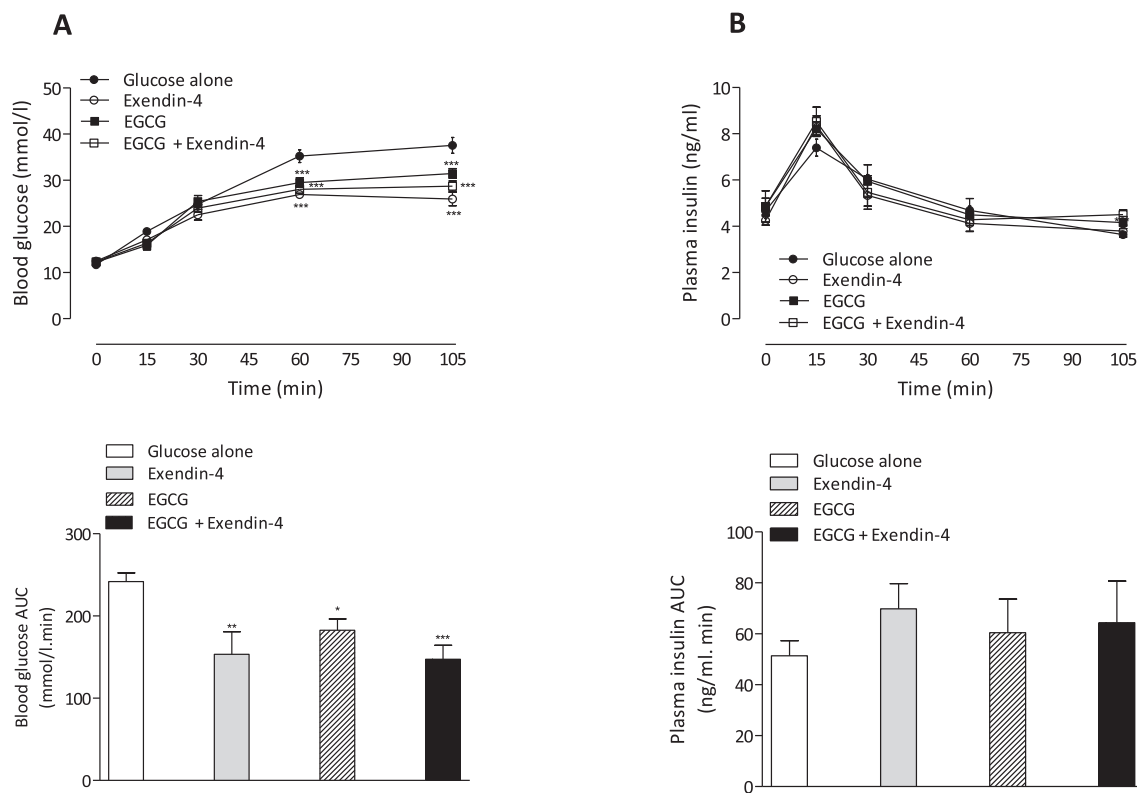 A
Glucose alone
Exendin-4
EGCG
EGCG + Exendin-4
Blood glucose (mmol/l)
50
40
30
20
10
0
***
***
***
***
***
***
0 15 30 45 60 75 90 105
Time (min)
B
Plasma insulin (ng/ml)
10
8
6
4
2
0
Glucose alone
Exendin-4
EGCG
EGCG + Exendin-4
0 15 30 45 60 75 90 105
Time (min)
Glucose alone
Exendin-4
EGCG
EGCG + Exendin-4
Blood glucose AUC
(mmol/l.min)
300
200
100
0
**
*
***
Glucose alone
Exendin-4
EGCG
EGCG + Exendin-4
Plasma insulin AUC
(ng/ml. min)
100
80
60
40
20
0